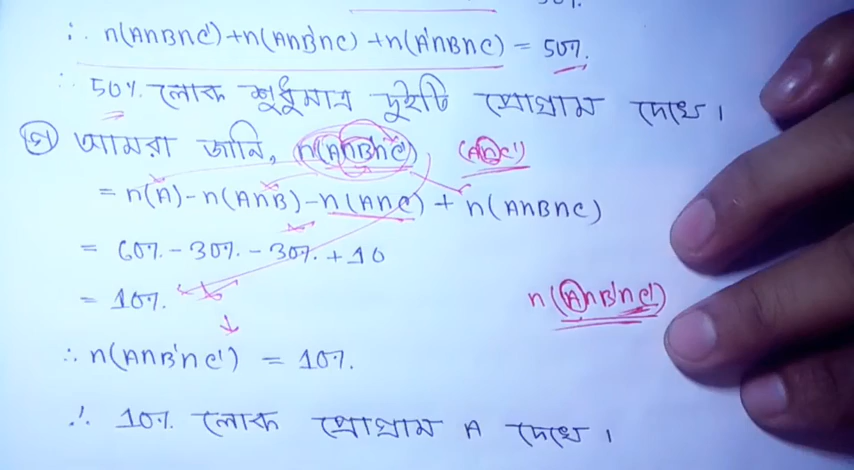 ∴ n(A∩B∩C') + n(A∩B'∩C) + n(A'∩B∩C) = 50%.
∴ 50% লোক শুধুমাত্র দুইটি প্রোগ্রাম দেখে।
আমরা জানি, n(A∩B'∩C') (A∩C')
= n(A) - n(A∩B) - n(A∩C) + n(A∩B∩C)
= 60% - 30% - 30% + 10
= 10%.
n(A∩B'∩C')
∴ n(A∩B'∩C') = 10%.
∴ 10% লোক প্রোগ্রাম A দেখে।